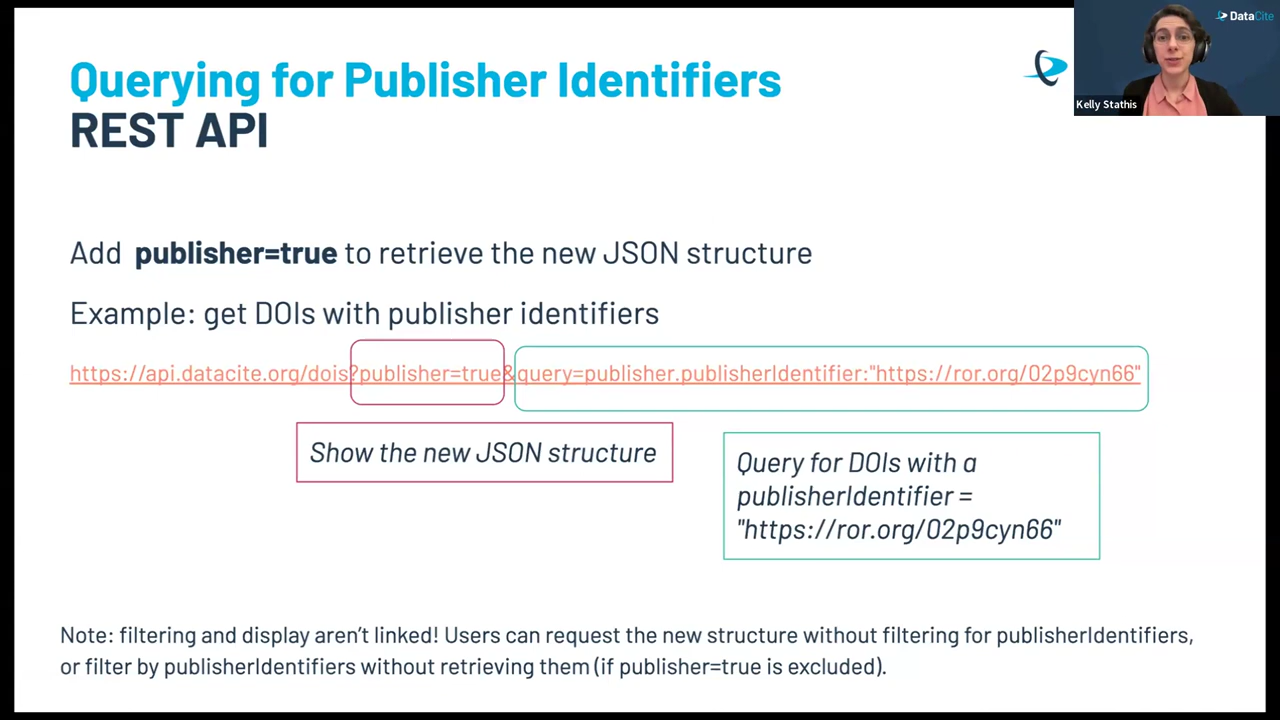 Querying for Publisher Identifiers
REST API
DataCite
Kelly Stathis
Add publisher=true to retrieve the new JSON structure
Example: get DOIs with publisher identifiers
https://api.datacite.org/dois?publisher=true&query=publisher.publisherIdentifier:"https://ror.org/02p9cyn66"
Show the new JSON structure
Query for DOIs with a
publisherIdentifier =
"https://ror.org/02p9cyn66"
Note: filtering and display aren't linked! Users can request the new structure without filtering for publisherIdentifiers,
or filter by publisherIdentifiers without retrieving them (if publisher=true is excluded).